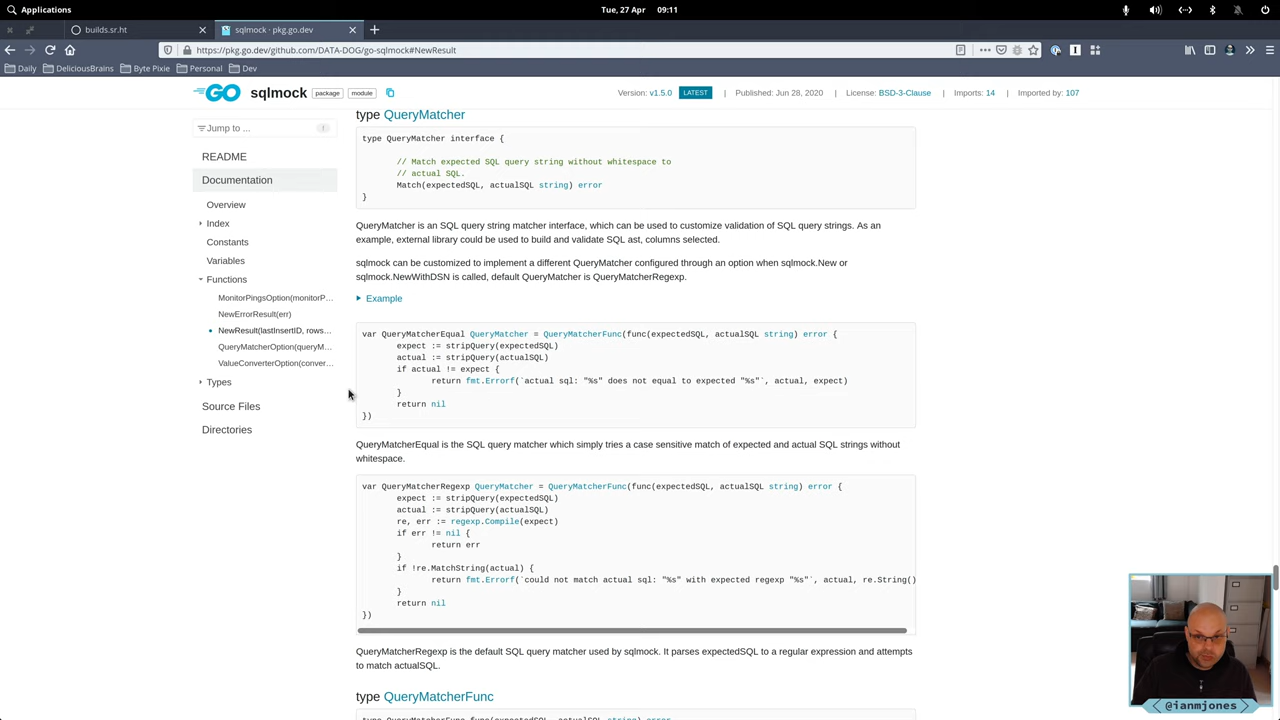 Applications
Tue, 27 Apr 09:11
builds.sr.ht
sqlmock · pkg.go.dev
https://pkg.go.dev/github.com/DATA-DOG/go-sqlmock#NewResult
Daily
DeliciousBrains
Byte Pixie
Personal
Dev
GO
sqlmock
package
module
Version: v1.5.0
LATEST
| Published: Jun 28, 2020
| License: BSD-3-Clause
| Imports: 14
| Imported by: 107
Jump to ...
README
Documentation
Overview
Index
Constants
Variables
Functions
MonitorPingsOption(monitorP...
NewErrorResult(err)
NewResult(lastInsertID, rows...
QueryMatcherOption(queryM...
ValueConverterOption(conver...
Types
Source Files
Directories
type QueryMatcher
type QueryMatcher interface {
// Match expected SQL query string without whitespace to
// actual SQL.
Match(expectedSQL, actualSQL string) error
}
QueryMatcher is an SQL query string matcher interface, which can be used to customize validation of SQL query strings. As an
example, external library could be used to build and validate SQL ast, columns selected.
sqlmock can be customized to implement a different QueryMatcher configured through an option when sqlmock.New or
sqlmock.NewWithDSN is called, default QueryMatcher is QueryMatcherRegexp.
Example
var QueryMatcherEqual QueryMatcher = QueryMatcherFunc(func(expectedSQL, actualSQL string) error {
expect := stripQuery(expectedSQL)
actual := stripQuery(actualSQL)
if actual != expect {
return fmt.Errorf(`actual sql: "%s" does not equal to expected "%s"`, actual, expect)
}
return nil
})
QueryMatcherEqual is the SQL query matcher which simply tries a case sensitive match of expected and actual SQL strings without
whitespace.
var QueryMatcherRegexp QueryMatcher = QueryMatcherFunc(func(expectedSQL, actualSQL string) error {
expect := stripQuery(expectedSQL)
actual := stripQuery(actualSQL)
re, err := regexp.Compile(expect)
if err != nil {
return err
}
if !re.MatchString(actual) {
return fmt.Errorf(`could not match actual sql: "%s" with expected regexp "%s"`, actual, re.String()
}
return nil
})
QueryMatcherRegexp is the default SQL query matcher used by sqlmock. It parses expectedSQL to a regular expression and attempts
to match actualSQL.
type QueryMatcherFunc
type QueryMatcherFunc func(expectedSQL, actualSQL string) error
@ianmjones